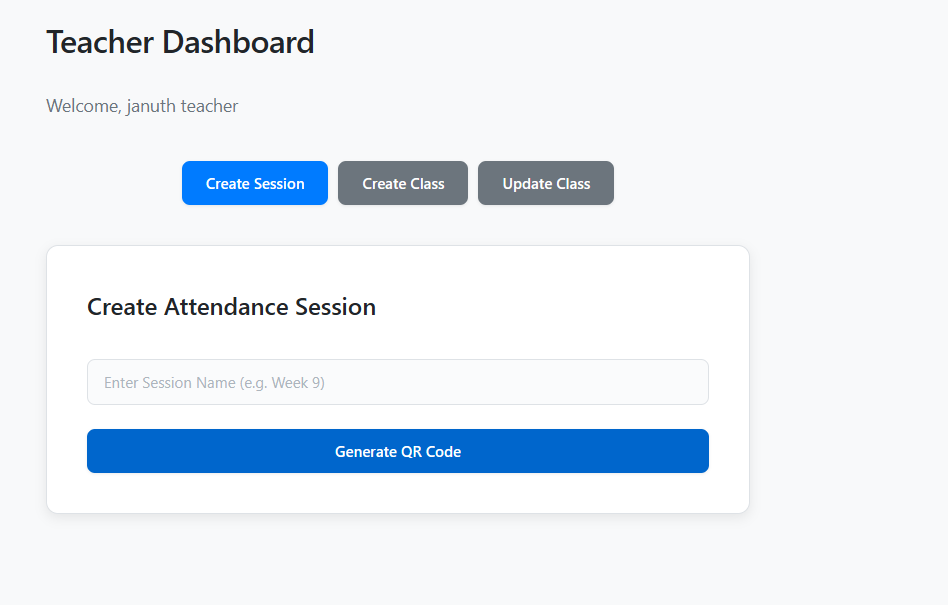 Teacher Dashboard
Welcome, januth teacher
Create Session Create Class Update Class
Create Attendance Session
Enter Session Name (e.g. Week 9)
Generate QR Code